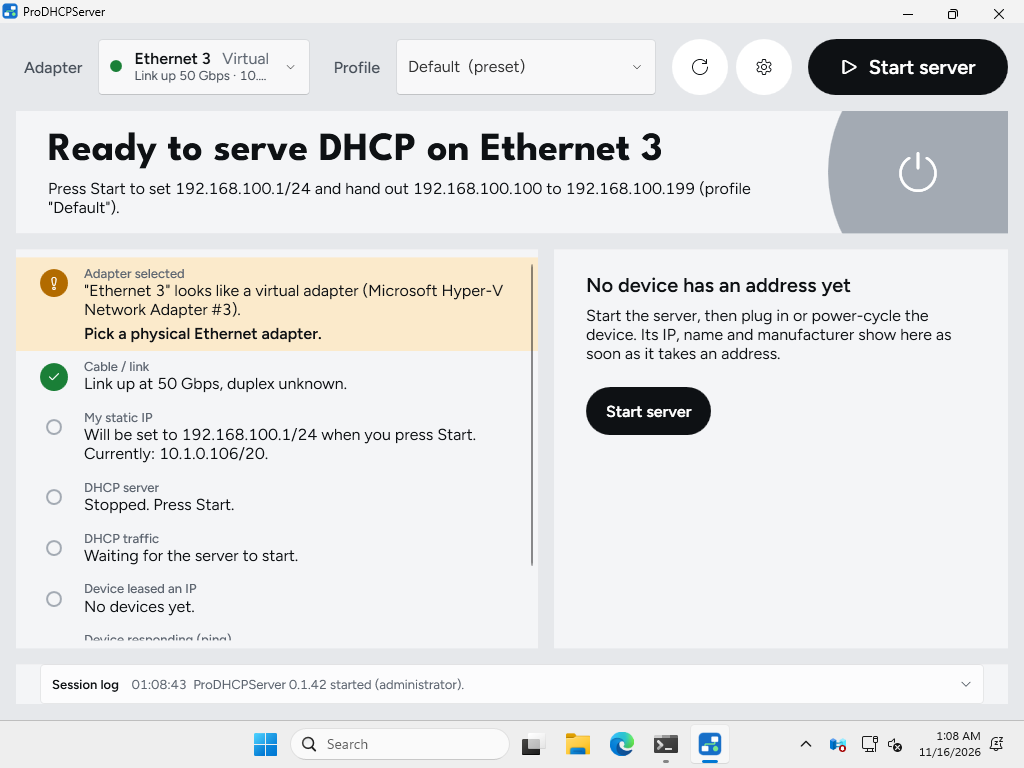 ProDHCPServer
Adapter
Ethernet 3 Virtual
Link up 50 Gbps · 10....
Profile
Default (preset)
Start server
Ready to serve DHCP on Ethernet 3
Press Start to set 192.168.100.1/24 and hand out 192.168.100.100 to 192.168.100.199 (profile
"Default").
Adapter selected
"Ethernet 3" looks like a virtual adapter (Microsoft Hyper-V
Network Adapter #3).
Pick a physical Ethernet adapter.
Cable / link
Link up at 50 Gbps, duplex unknown.
My static IP
Will be set to 192.168.100.1/24 when you press Start.
Currently: 10.1.0.106/20.
DHCP server
Stopped. Press Start.
DHCP traffic
Waiting for the server to start.
Device leased an IP
No devices yet.
Device responding (ping)
No device has an address yet
Start the server, then plug in or power-cycle the
device. Its IP, name and manufacturer show here as
soon as it takes an address.
Start server
Session log 01:08:43 ProDHCPServer 0.1.42 started (administrator).
Search
1:08 AM
11/16/2026